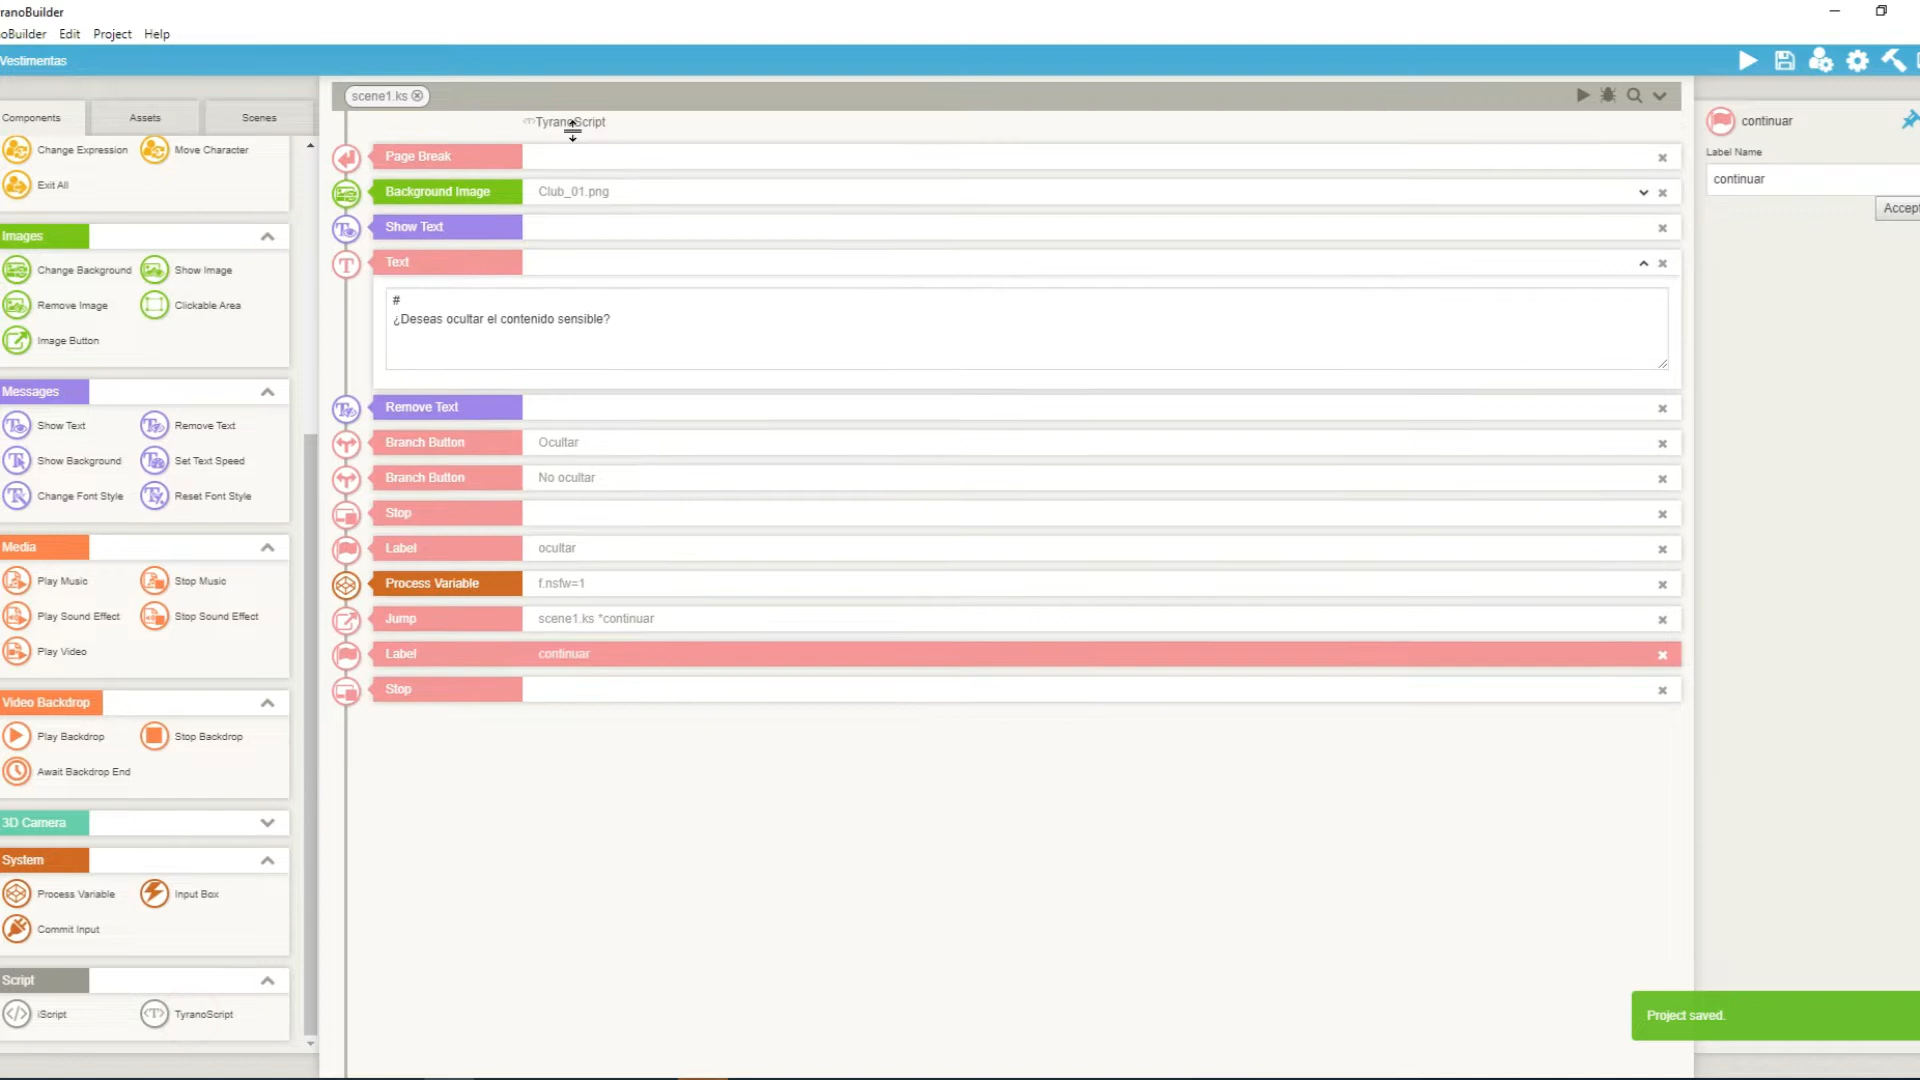 ranoBuilder
oBuilder Edit Project Help
Vestimentas
Components Assets Scenes
Change Expression Move Character
Exit All
Images
Change Background Show Image
Remove Image Clickable Area
Image Button
Messages
Show Text Remove Text
Show Background Set Text Speed
Change Font Style Reset Font Style
Media
Play Music Stop Music
Play Sound Effect Stop Sound Effect
Play Video
Video Backdrop
Play Backdrop Stop Backdrop
Await Backdrop End
3D Camera
System
Process Variable Input Box
Commit Input
Script
iScript TyranoScript
scene1.ks
TyranoScript
Page Break
Background Image Club_01.png
Show Text
Text
#
¿Deseas ocultar el contenido sensible?
Remove Text
Branch Button Ocultar
Branch Button No ocultar
Stop
Label ocultar
Process Variable f.nsfw=1
Jump scene1.ks *continuar
Label continuar
Stop
continuar
Label Name
continuar
Accept
Project saved.